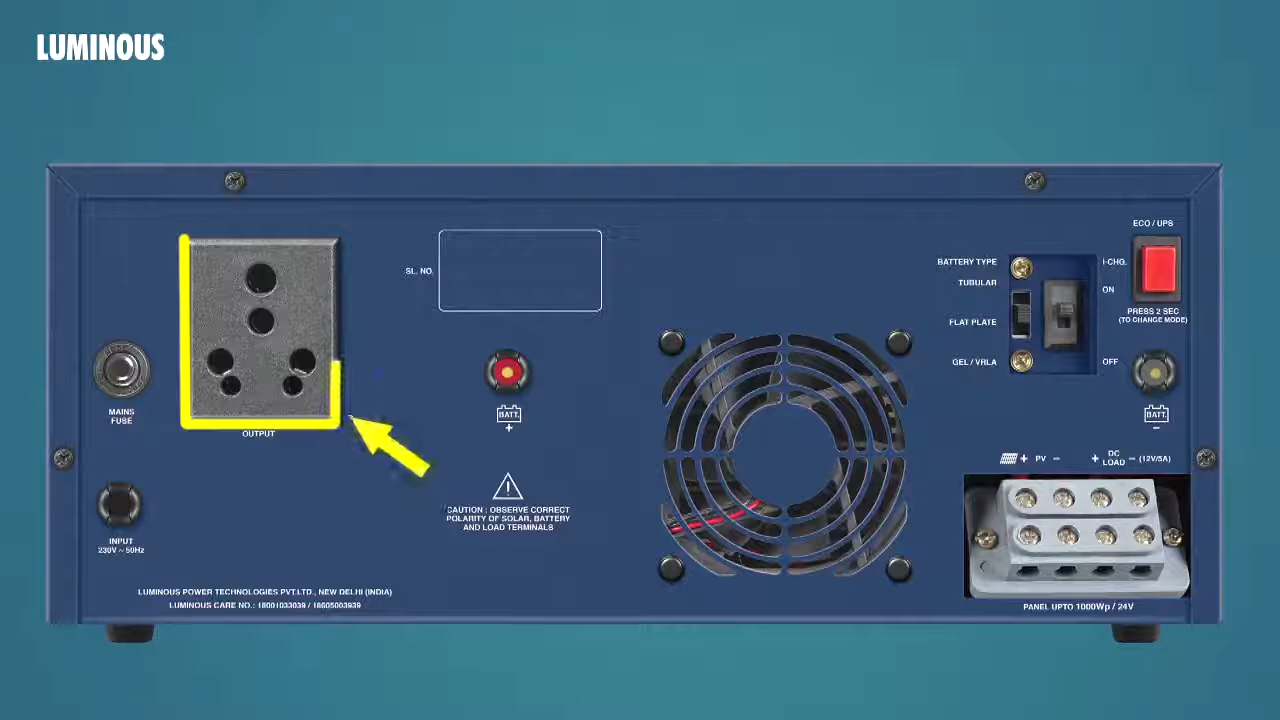 LUMINOUS
ECO / UPS
SL. NO.
BATTERY TYPE
I-CHG.
TUBULAR
ON
PRESS 2 SEC
(TO CHANGE MODE)
FLAT PLATE
GEL / VRLA
OFF
MAINS
FUSE
OUTPUT
BATT.
+
BATT.
−
+ PV −
+ DC LOAD − (12V/5A)
CAUTION : OBSERVE CORRECT
POLARITY OF SOLAR, BATTERY
AND LOAD TERMINALS
INPUT
230V ~ 50Hz
LUMINOUS POWER TECHNOLOGIES PVT.LTD., NEW DELHI (INDIA)
LUMINOUS CARE NO.: 18001033039 / 18605003939
PANEL UPTO 1000Wp / 24V